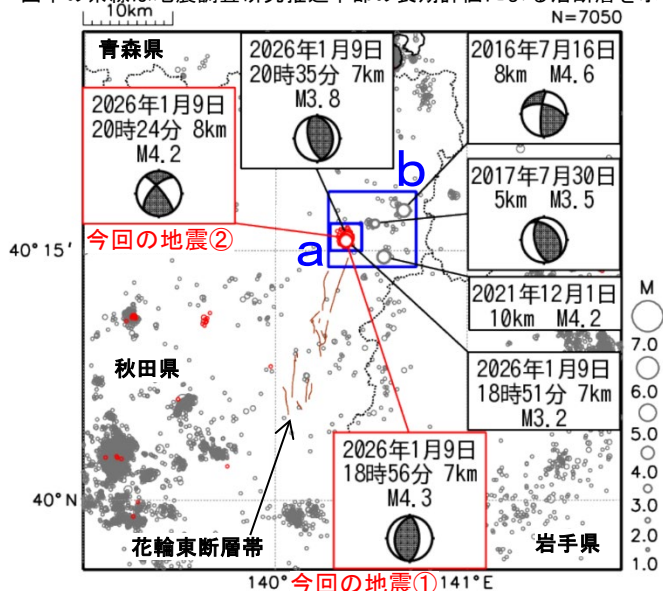 10km
N=7050
青森県
2026年1月9日
20時35分 7km
M3.8
2016年7月16日
8km M4.6
2026年1月9日
20時24分 8km
M4.2
b
2017年7月30日
5km M3.5
今回の地震②
a
40°15′
2021年12月1日
10km M4.2
M
7.0
6.0
5.0
4.0
3.0
2.0
1.0
秋田県
2026年1月9日
18時51分 7km
M3.2
2026年1月9日
18時56分 7km
M4.3
40°N
花輪東断層帯
岩手県
140°
141°E
今回の地震①